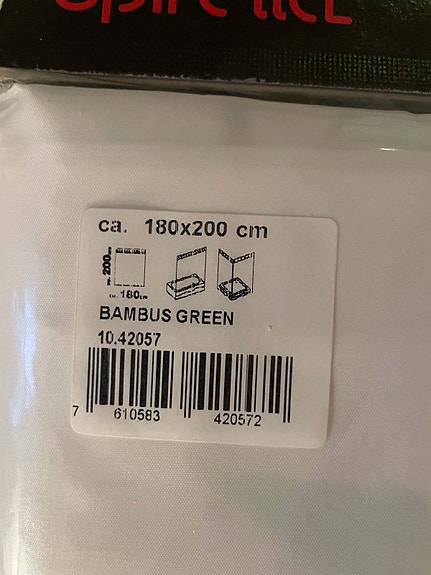 ca. 180x200 cm
BAMBUS GREEN
10.42057
7 610583 420572